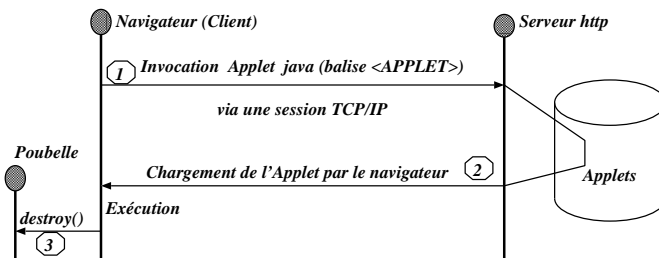 Navigateur (Client)
Serveur http
1
Invocation Applet java (balise <APPLET>)
via une session TCP/IP
Poubelle
Chargement de l'Applet par le navigateur
2
Applets
Exécution
destroy()
3